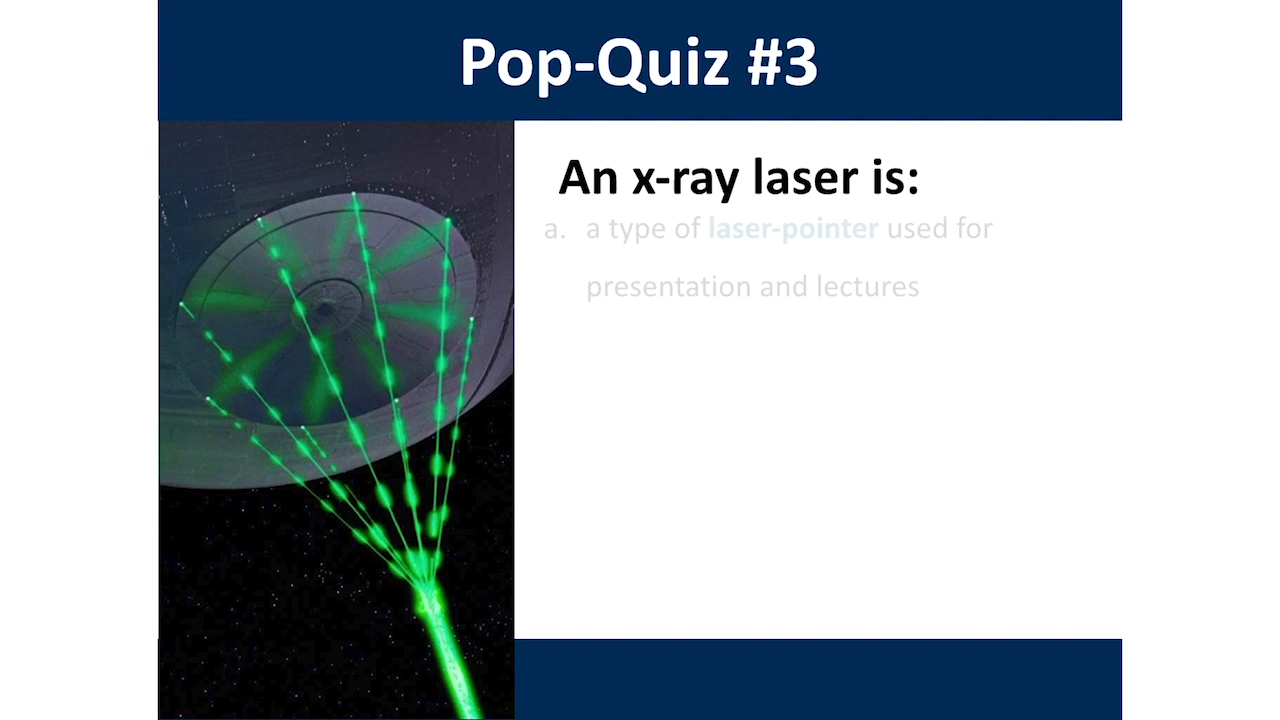 Pop-Quiz #3
An x-ray laser is:
a. a type of laser-pointer used for
presentation and lectures